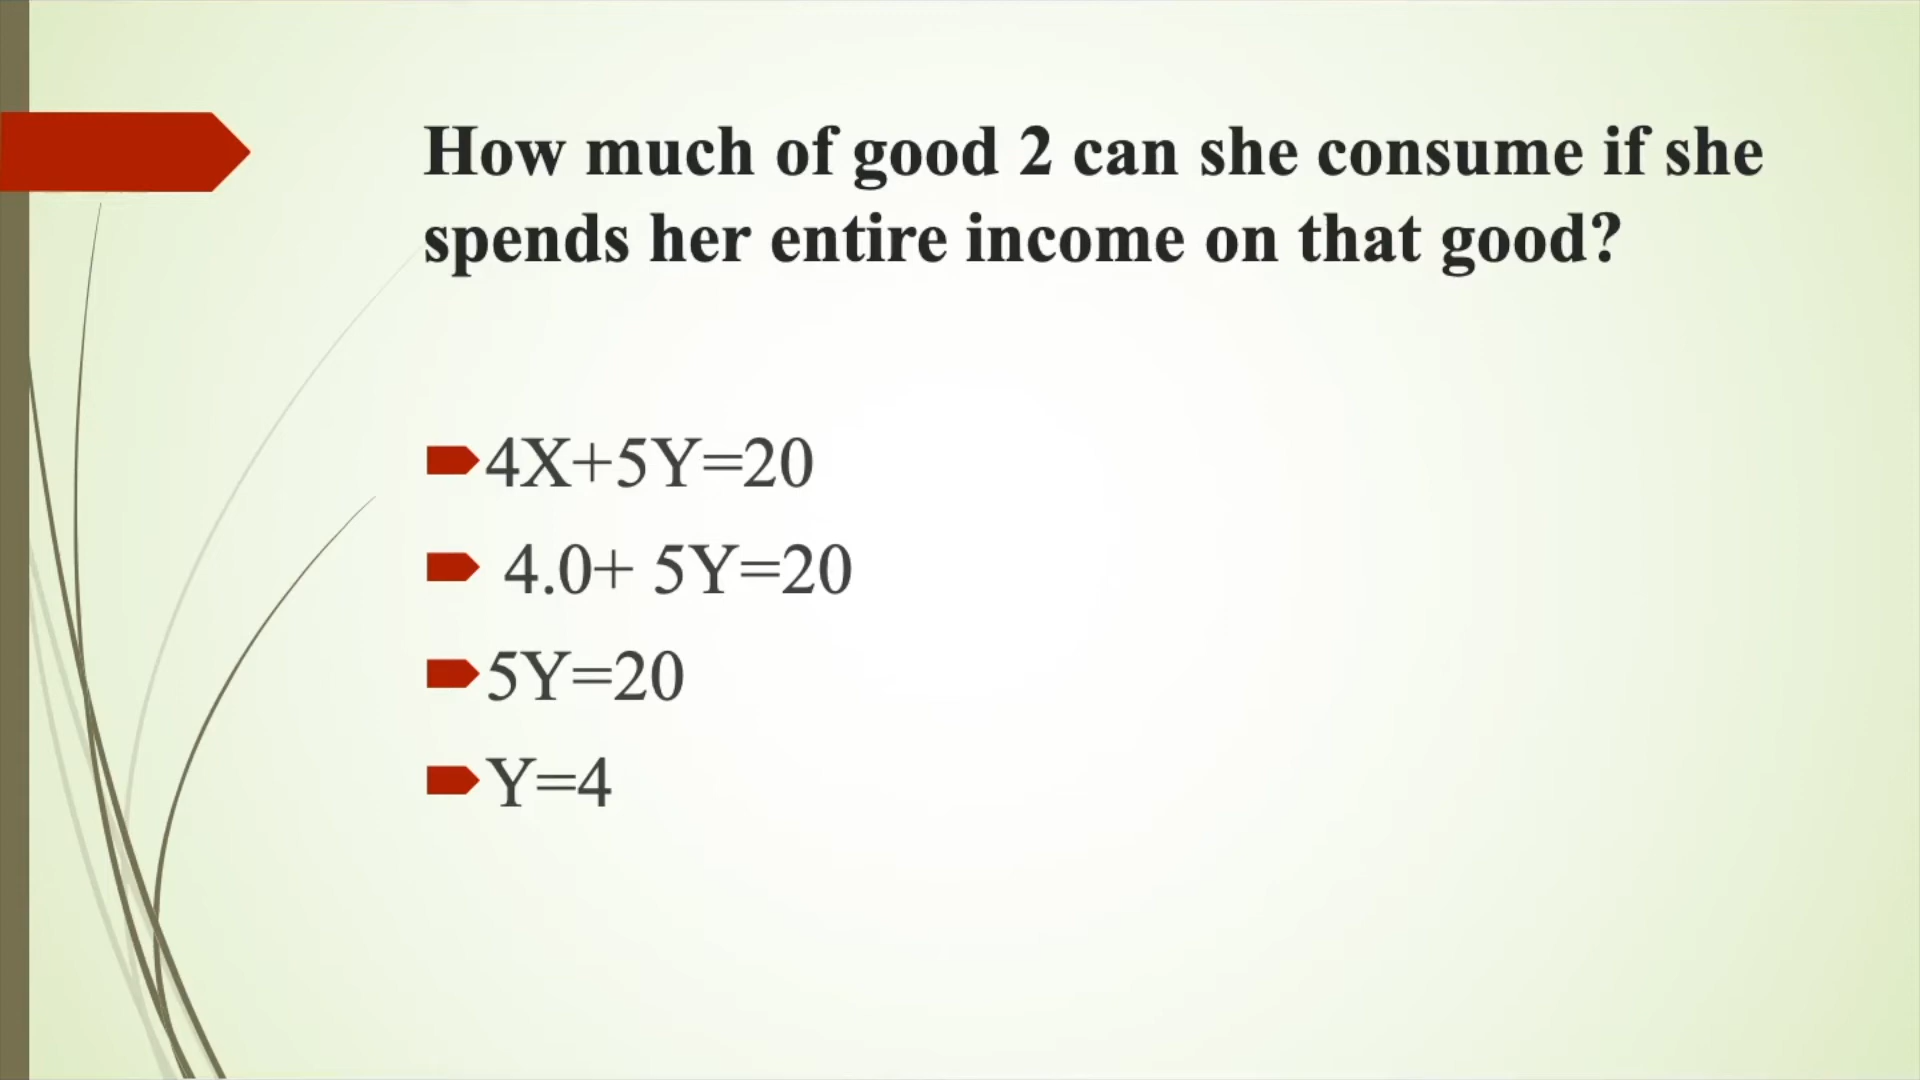 How much of good 2 can she consume if she
spends her entire income on that good?
4X+5Y=20
4.0+ 5Y=20
5Y=20
Y=4